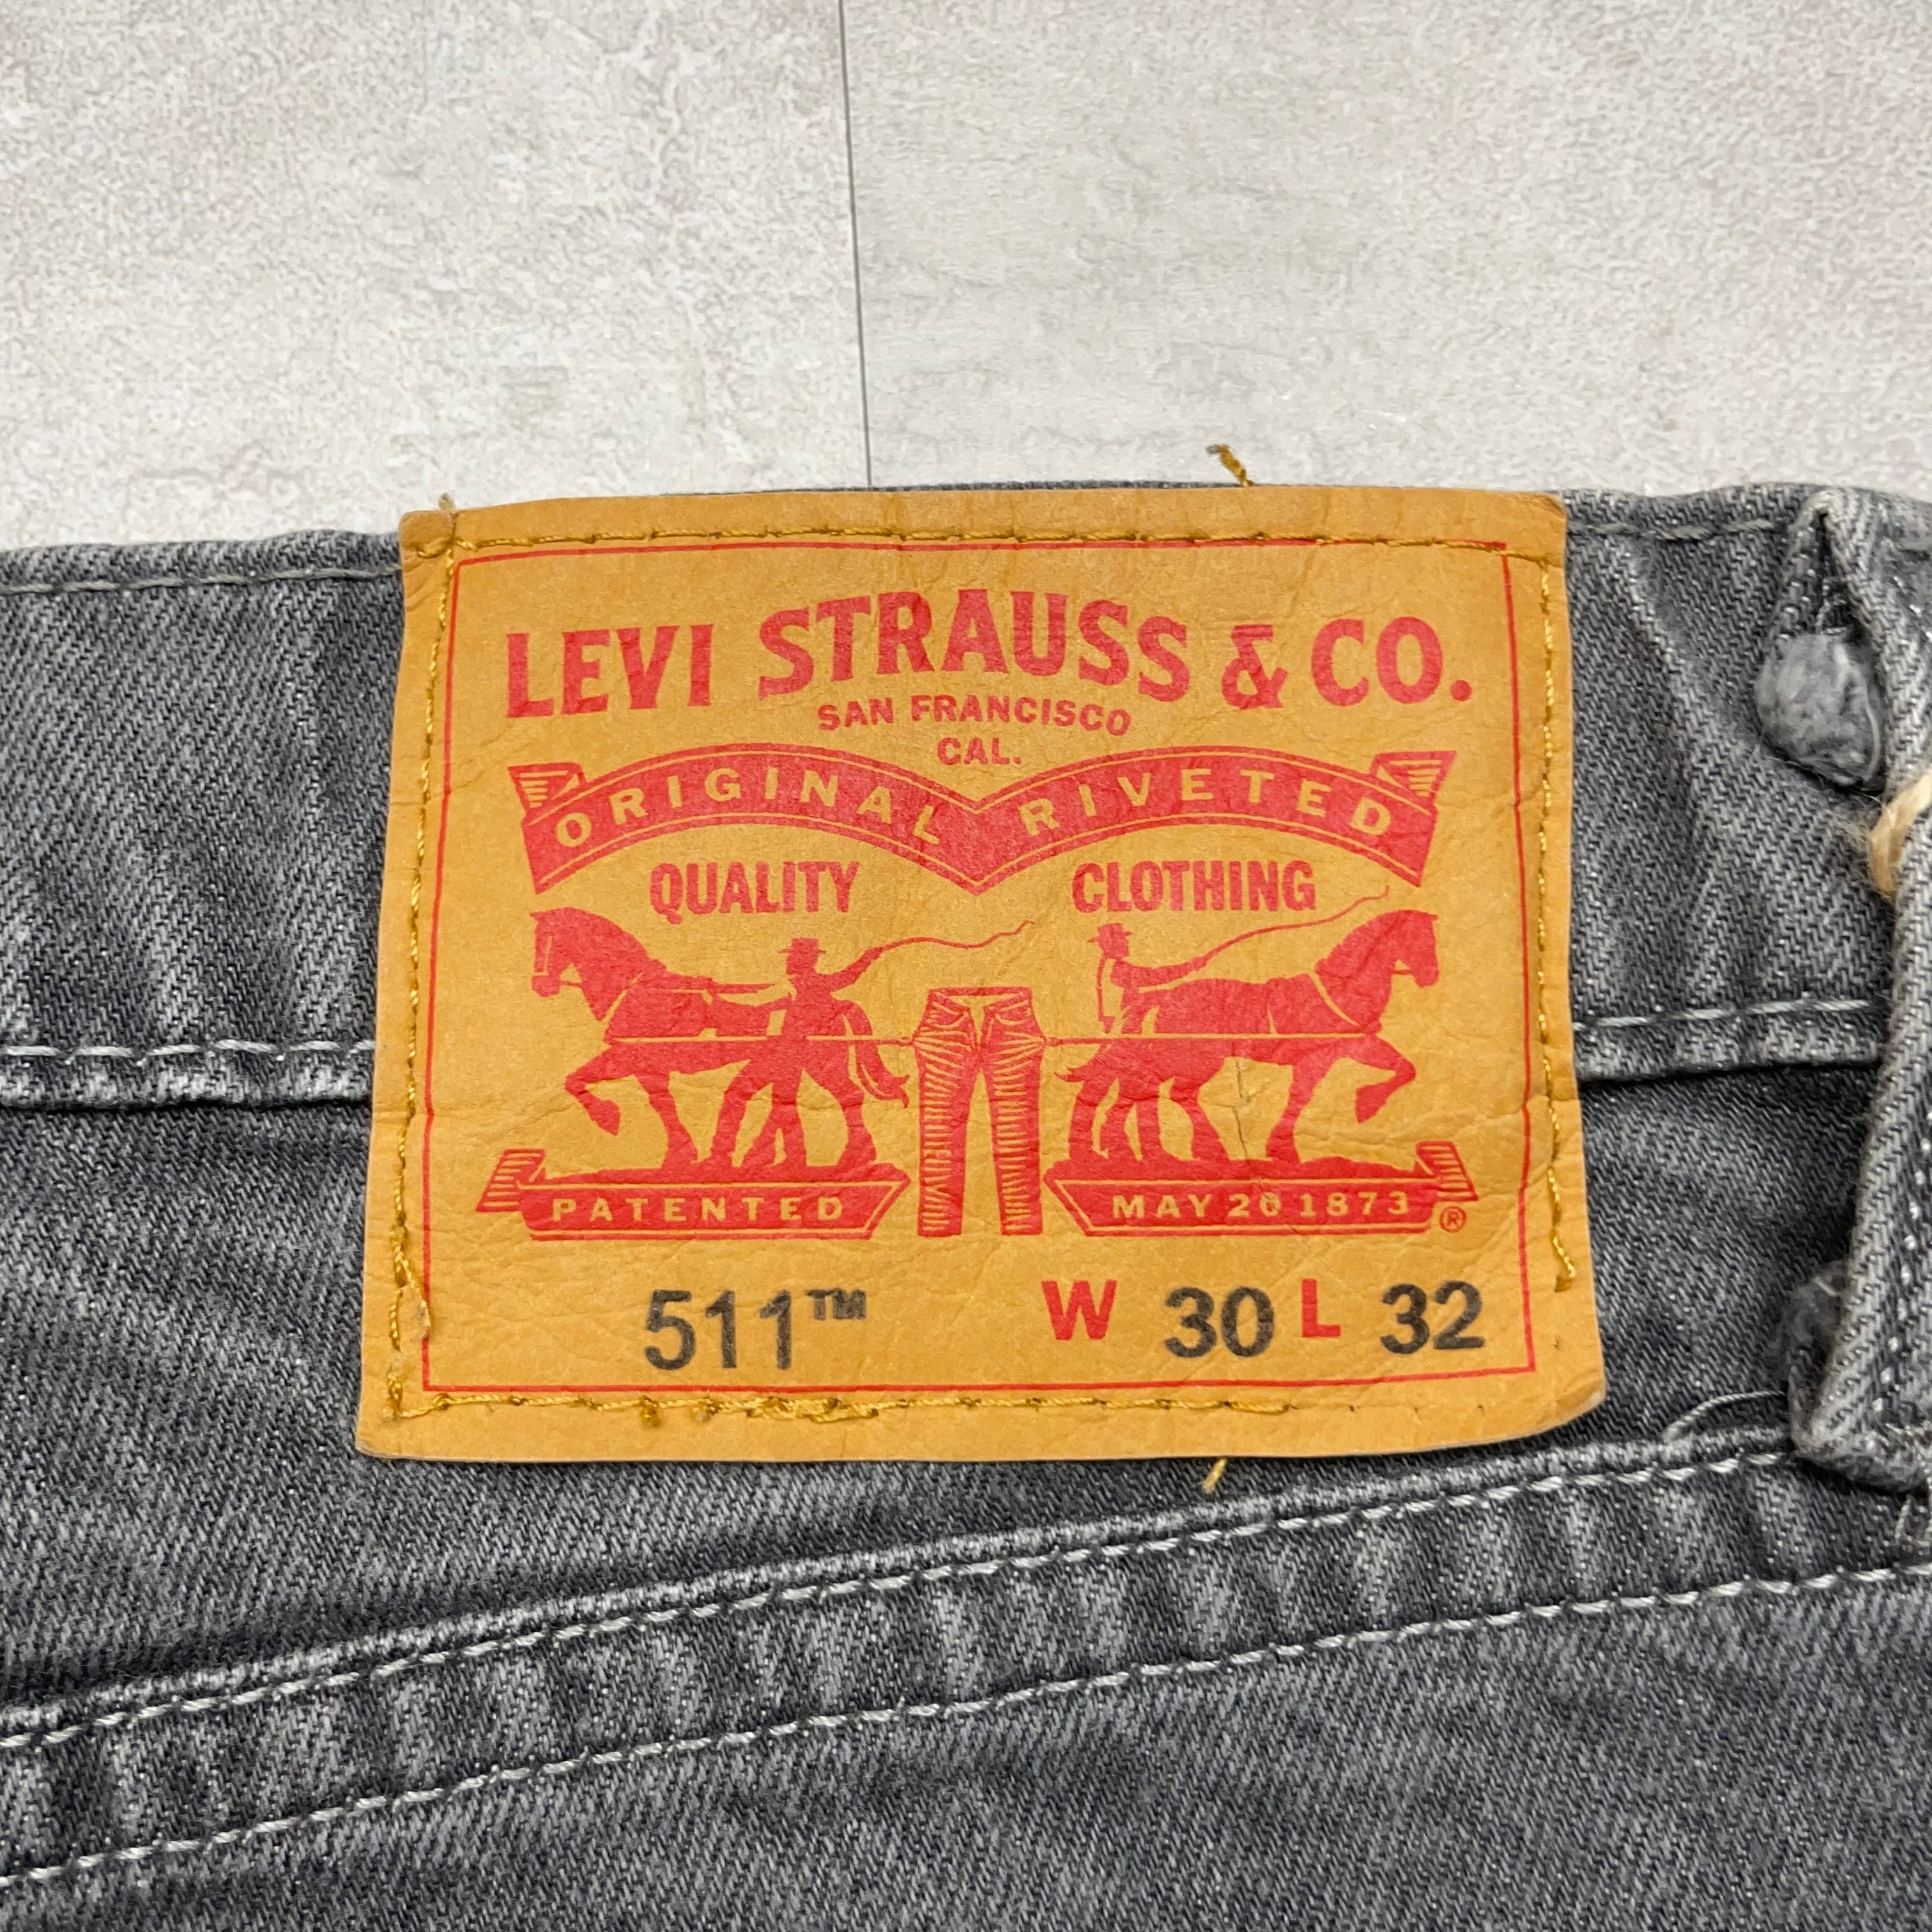 LEVI STRAUSS & CO.
SAN FRANCISCO
CAL.
ORIGINAL RIVETED
QUALITY CLOTHING
PATENTED MAY 20 1873 ®
511™ W 30 L 32